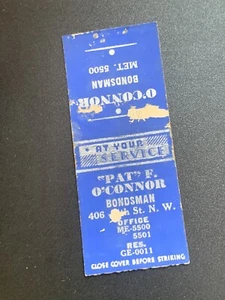 O'CONNOR
BONDSMAN
MET. 5500
AT YOUR
SERVICE
"PAT" F.
O'CONNOR
BONDSMAN
406 St. N. W.
OFFICE
ME-5500
5501
RES.
GE-0011
CLOSE COVER BEFORE STRIKING